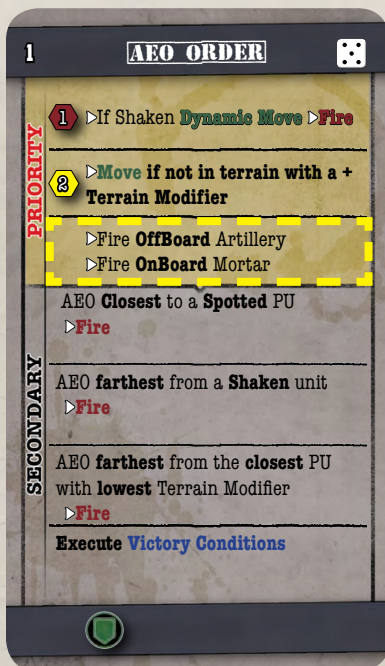 1 AEO ORDER
PRIORITY
1 ▷If Shaken Dynamic Move ▷Fire
2 ▷Move if not in terrain with a +
Terrain Modifier
▷Fire OffBoard Artillery
▷Fire OnBoard Mortar
SECONDARY
AEO Closest to a Spotted PU
▷Fire
AEO farthest from a Shaken unit
▷Fire
AEO farthest from the closest PU
with lowest Terrain Modifier
▷Fire
Execute Victory Conditions